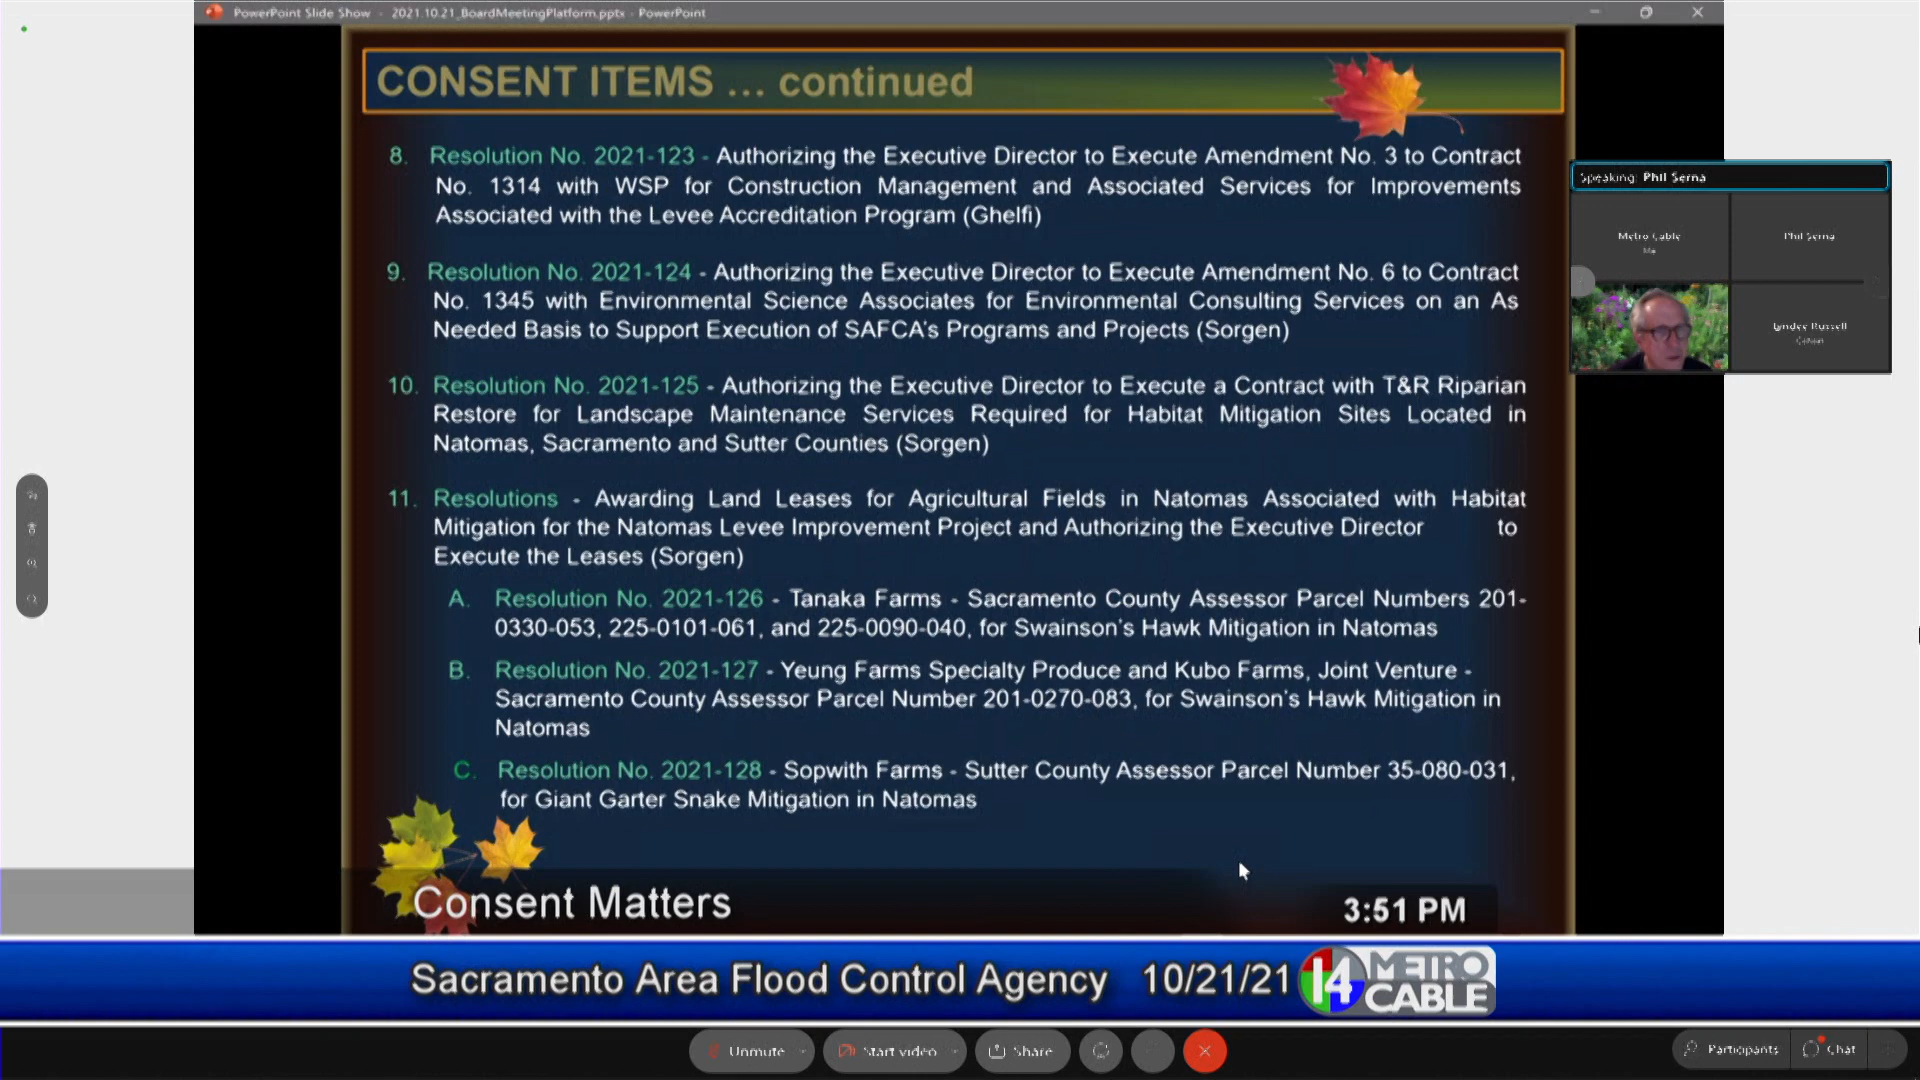 PowerPoint Slide Show - 2021.10.21_BoardMeetingPlatform.pptx - PowerPoint
CONSENT ITEMS ... continued
8. Resolution No. 2021-123 - Authorizing the Executive Director to Execute Amendment No. 3 to Contract
No. 1314 with WSP for Construction Management and Associated Services for Improvements
Associated with the Levee Accreditation Program (Ghelfi)
9. Resolution No. 2021-124 - Authorizing the Executive Director to Execute Amendment No. 6 to Contract
No. 1345 with Environmental Science Associates for Environmental Consulting Services on an As
Needed Basis to Support Execution of SAFCA's Programs and Projects (Sorgen)
10. Resolution No. 2021-125 - Authorizing the Executive Director to Execute a Contract with T&R Riparian
Restore for Landscape Maintenance Services Required for Habitat Mitigation Sites Located in
Natomas, Sacramento and Sutter Counties (Sorgen)
11. Resolutions - Awarding Land Leases for Agricultural Fields in Natomas Associated with Habitat
Mitigation for the Natomas Levee Improvement Project and Authorizing the Executive Director to
Execute the Leases (Sorgen)
A. Resolution No. 2021-126 - Tanaka Farms - Sacramento County Assessor Parcel Numbers 201-
0330-053, 225-0101-061, and 225-0090-040, for Swainson's Hawk Mitigation in Natomas
B. Resolution No. 2021-127 - Yeung Farms Specialty Produce and Kubo Farms, Joint Venture -
Sacramento County Assessor Parcel Number 201-0270-083, for Swainson's Hawk Mitigation in
Natomas
C. Resolution No. 2021-128 - Sopwith Farms - Sutter County Assessor Parcel Number 35-080-031,
for Giant Garter Snake Mitigation in Natomas
Speaking: Phil Serna
Metro Cable
Me
Phil Serna
Lyndee Russell
Consent Matters
3:51 PM
Sacramento Area Flood Control Agency 10/21/21
14 METRO
CABLE
Unmute
Start video
Share
Participants
Chat